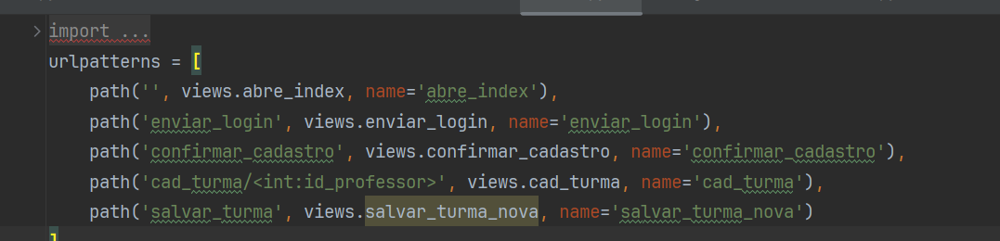 import ...
urlpatterns = [
path('', views.abre_index, name='abre_index'),
path('enviar_login', views.enviar_login, name='enviar_login'),
path('confirmar_cadastro', views.confirmar_cadastro, name='confirmar_cadastro'),
path('cad_turma/<int:id_professor>', views.cad_turma, name='cad_turma'),
path('salvar_turma', views.salvar_turma_nova, name='salvar_turma_nova')
]